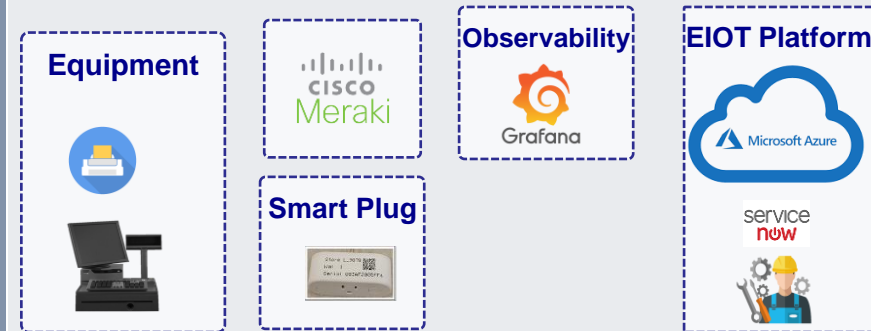 Equipment
CISCO
Meraki
Smart Plug
Observability
Grafana
EIOT Platform
Microsoft Azure
service
now